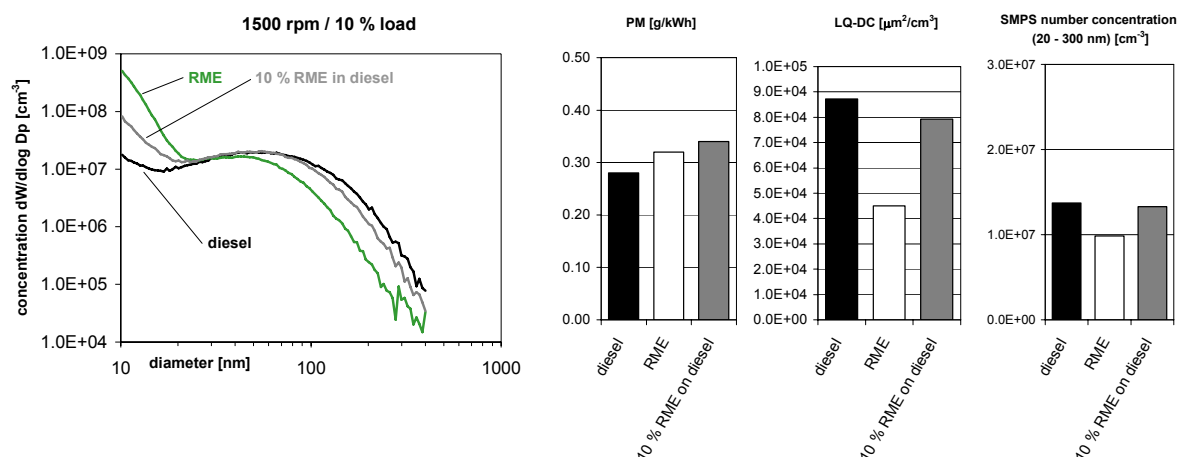 1500 rpm / 10 % load
concentration dW/dlog Dp [cm-3]
1.0E+09
1.0E+08
1.0E+07
1.0E+06
1.0E+05
1.0E+04
RME
10 % RME in diesel
diesel
10
100
1000
diameter [nm]
PM [g/kWh]
0.50
0.40
0.30
0.20
0.10
0.00
diesel
RME
10 % RME on diesel
LQ-DC [µm2/cm3]
1.0E+05
9.0E+04
8.0E+04
7.0E+04
6.0E+04
5.0E+04
4.0E+04
3.0E+04
2.0E+04
1.0E+04
0.0E+00
diesel
RME
10 % RME on diesel
SMPS number concentration
(20 - 300 nm) [cm-3]
3.0E+07
2.0E+07
1.0E+07
0.0E+00
diesel
RME
10 % RME on diesel